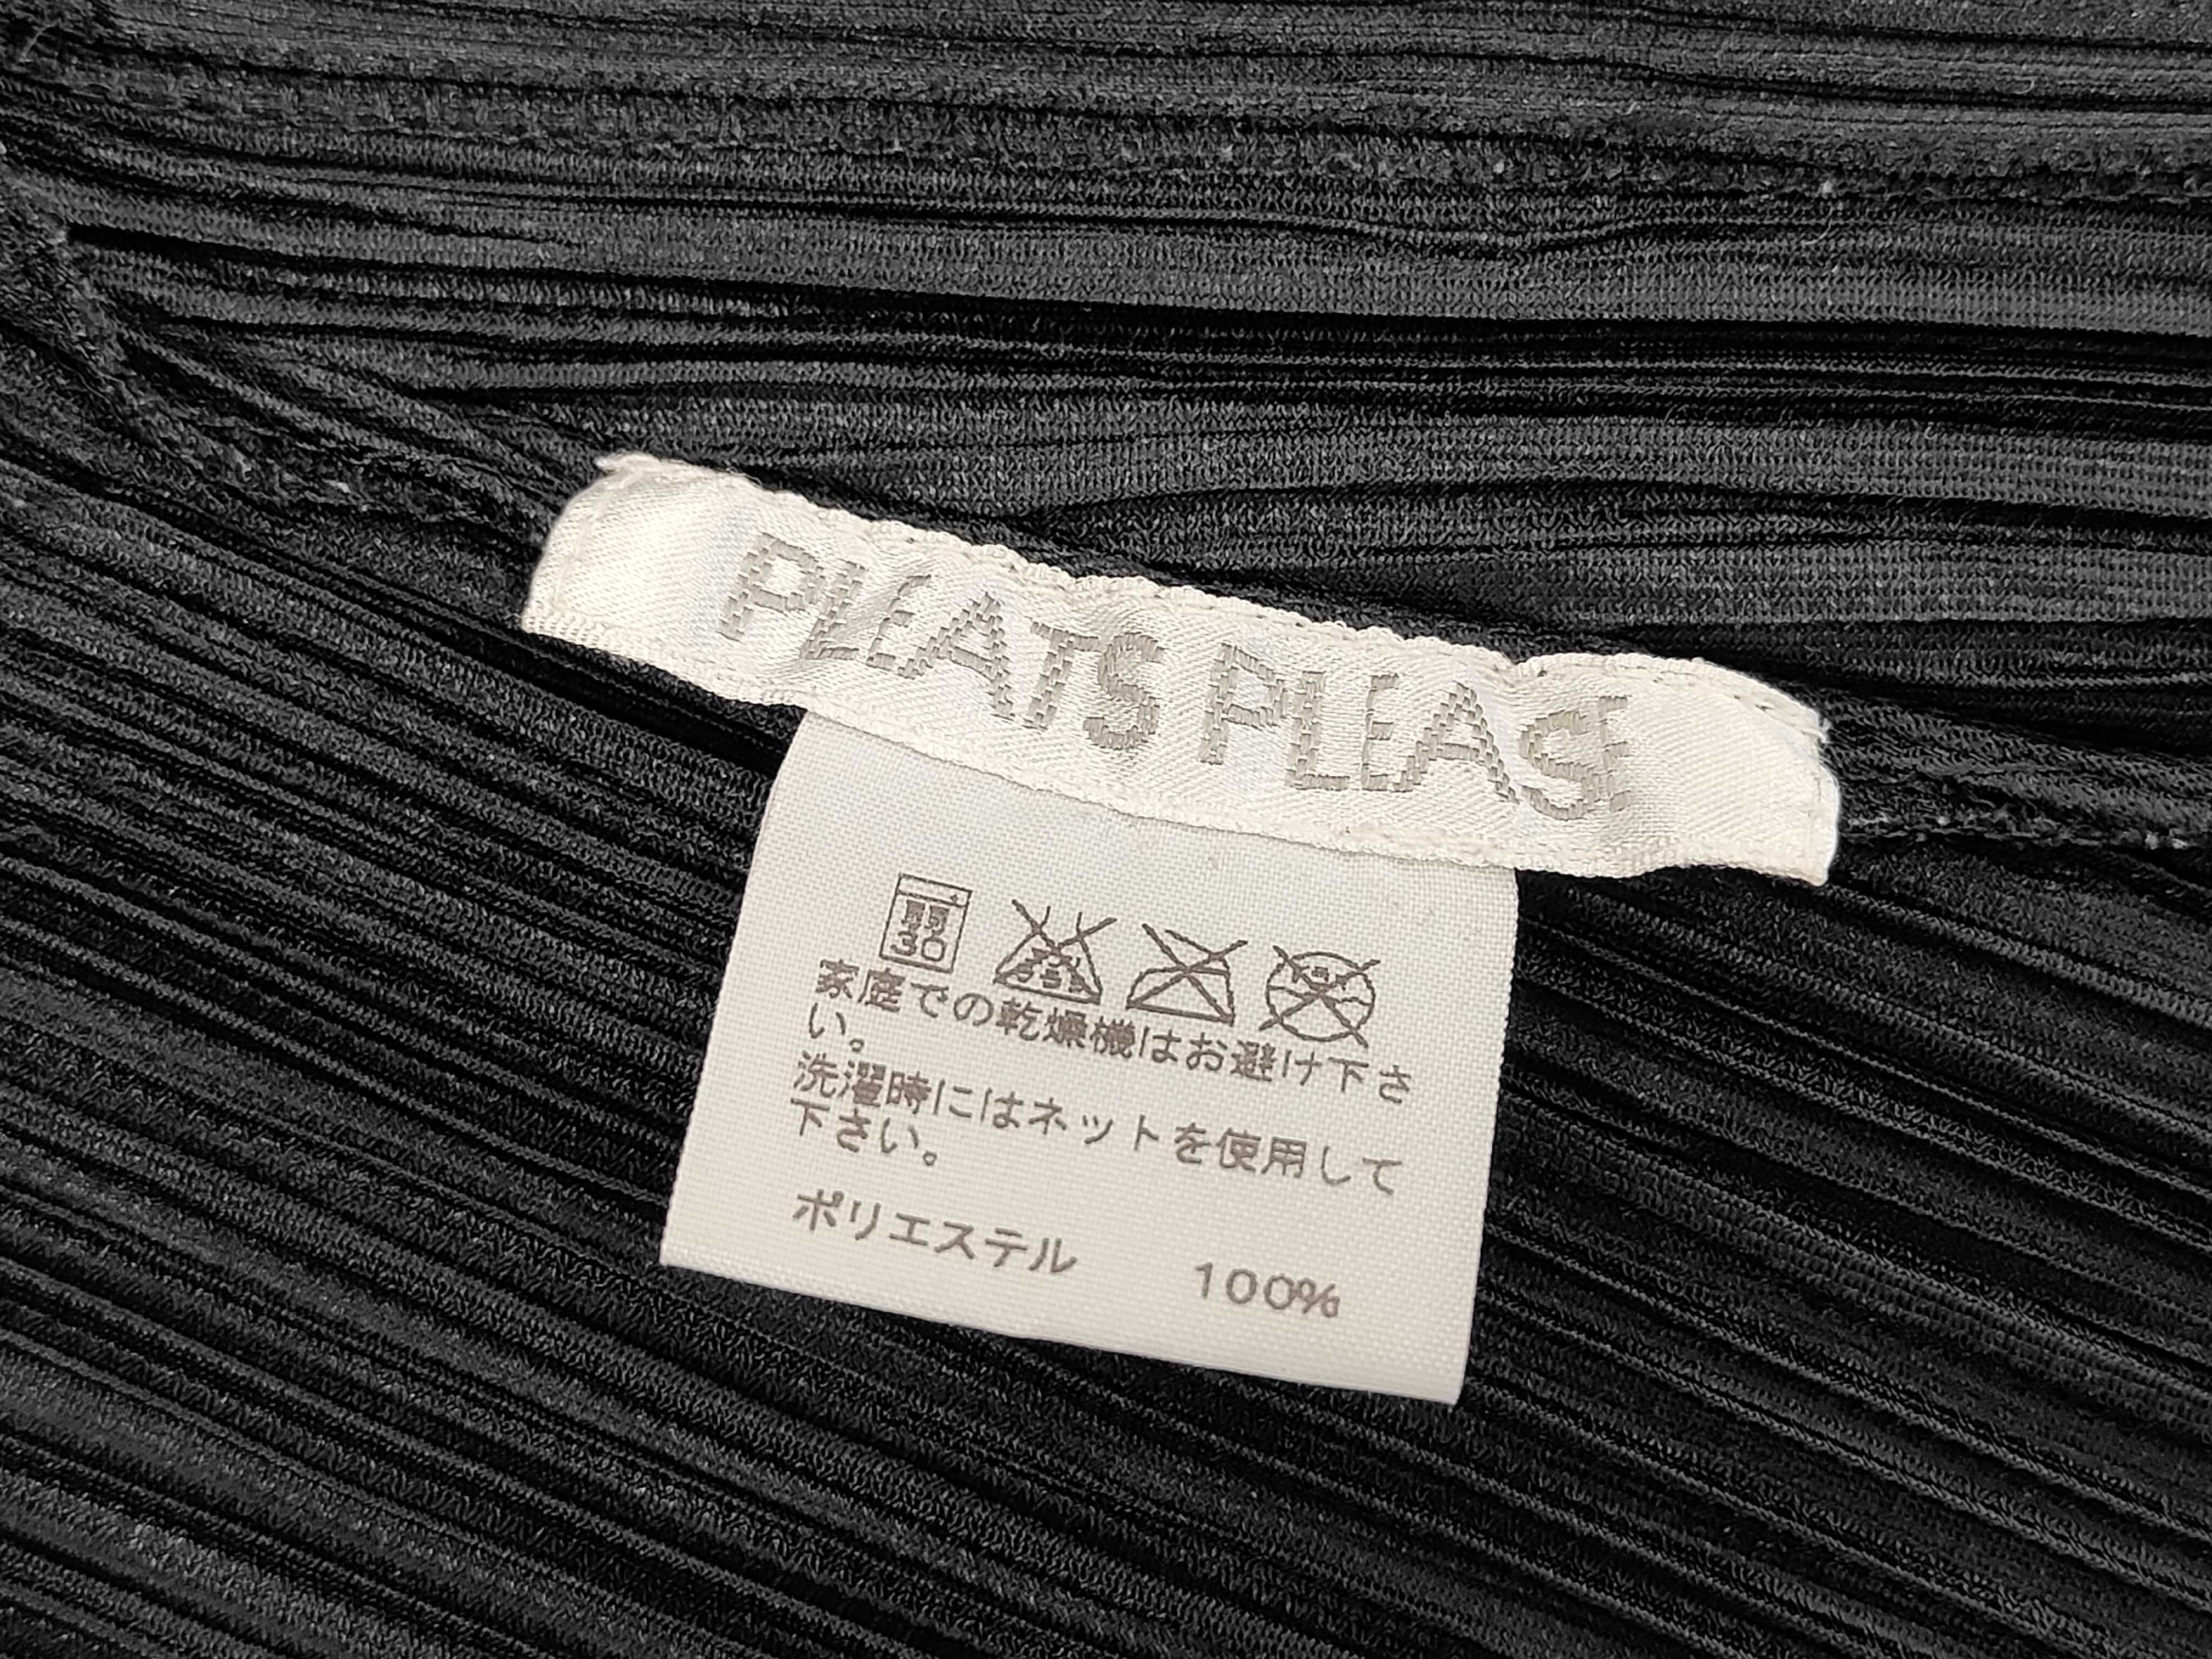 PLEATS PLEASE
30
家庭での乾燥機はお避け下さ
い。
洗濯時にはネットを使用して
下さい。
ポリエステル 100%